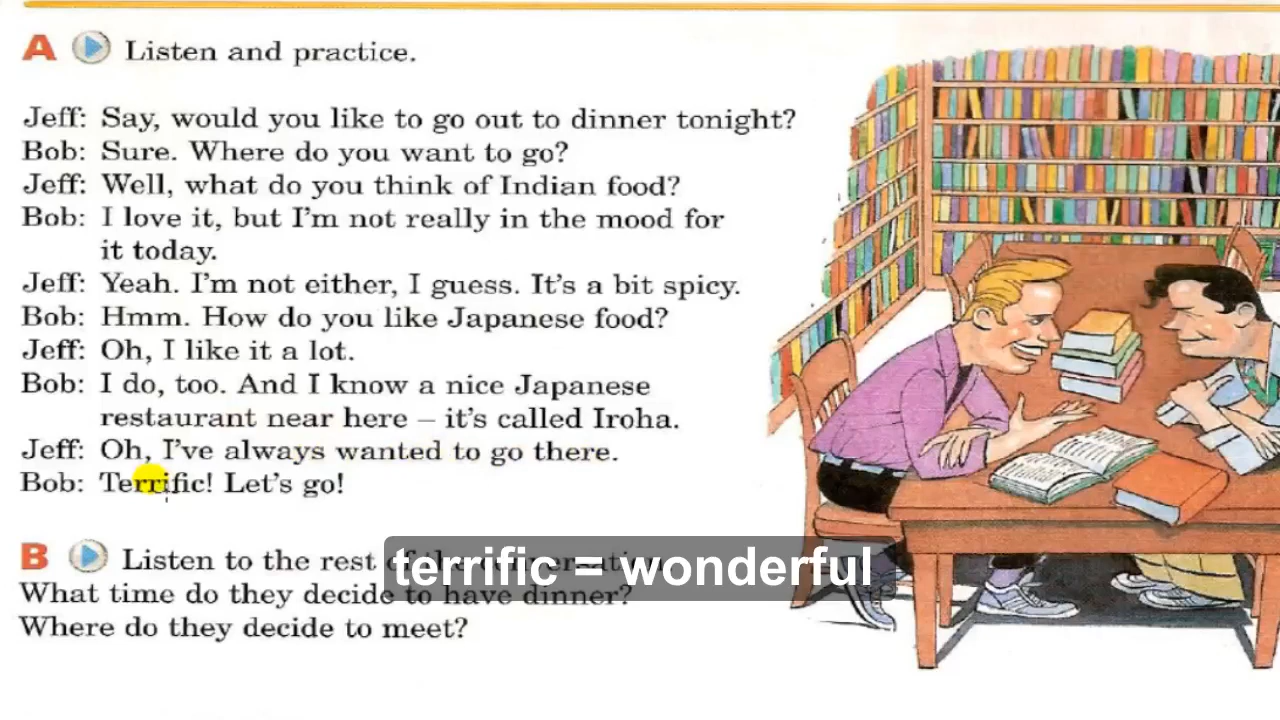 A Listen and practice.
Jeff: Say, would you like to go out to dinner tonight?
Bob: Sure. Where do you want to go?
Jeff: Well, what do you think of Indian food?
Bob: I love it, but I'm not really in the mood for
it today.
Jeff: Yeah. I'm not either, I guess. It's a bit spicy.
Bob: Hmm. How do you like Japanese food?
Jeff: Oh, I like it a lot.
Bob: I do, too. And I know a nice Japanese
restaurant near here – it's called Iroha.
Jeff: Oh, I've always wanted to go there.
Bob: Terrific! Let's go!
B Listen to the rest of the conversation.
terrific = wonderful
What time do they decide to have dinner?
Where do they decide to meet?